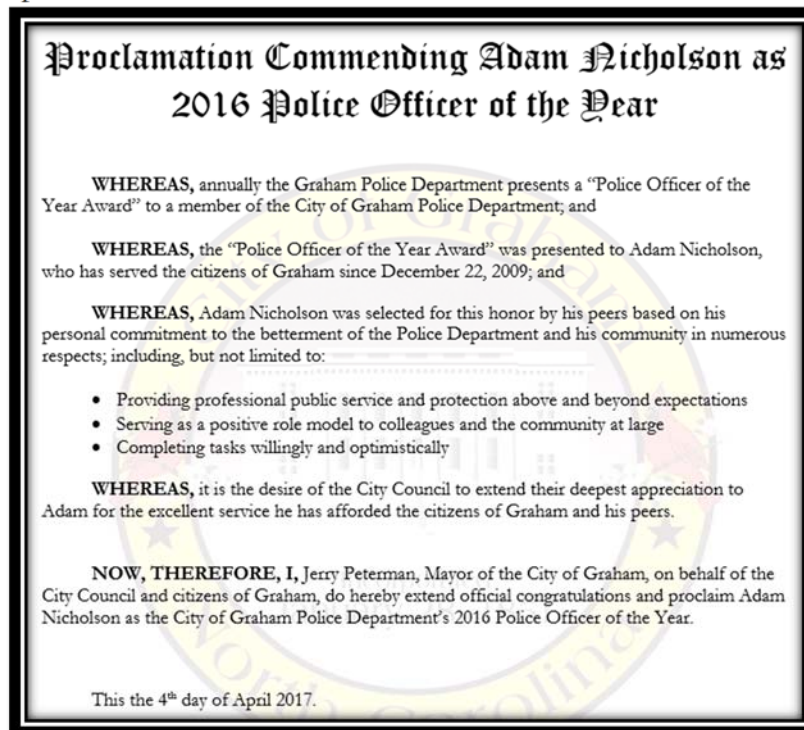 Proclamation Commending Adam Nicholson as
2016 Police Officer of the Year
WHEREAS, annually the Graham Police Department presents a “Police Officer of the
Year Award” to a member of the City of Graham Police Department; and
WHEREAS, the “Police Officer of the Year Award” was presented to Adam Nicholson,
who has served the citizens of Graham since December 22, 2009; and
WHEREAS, Adam Nicholson was selected for this honor by his peers based on his
personal commitment to the betterment of the Police Department and his community in numerous
respects; including, but not limited to:
• Providing professional public service and protection above and beyond expectations
• Serving as a positive role model to colleagues and the community at large
• Completing tasks willingly and optimistically
WHEREAS, it is the desire of the City Council to extend their deepest appreciation to
Adam for the excellent service he has afforded the citizens of Graham and his peers.
NOW, THEREFORE, I, Jerry Peterman, Mayor of the City of Graham, on behalf of the
City Council and citizens of Graham, do hereby extend official congratulations and proclaim Adam
Nicholson as the City of Graham Police Department’s 2016 Police Officer of the Year.
This the 4th day of April 2017.
City of Graham
North Carolina